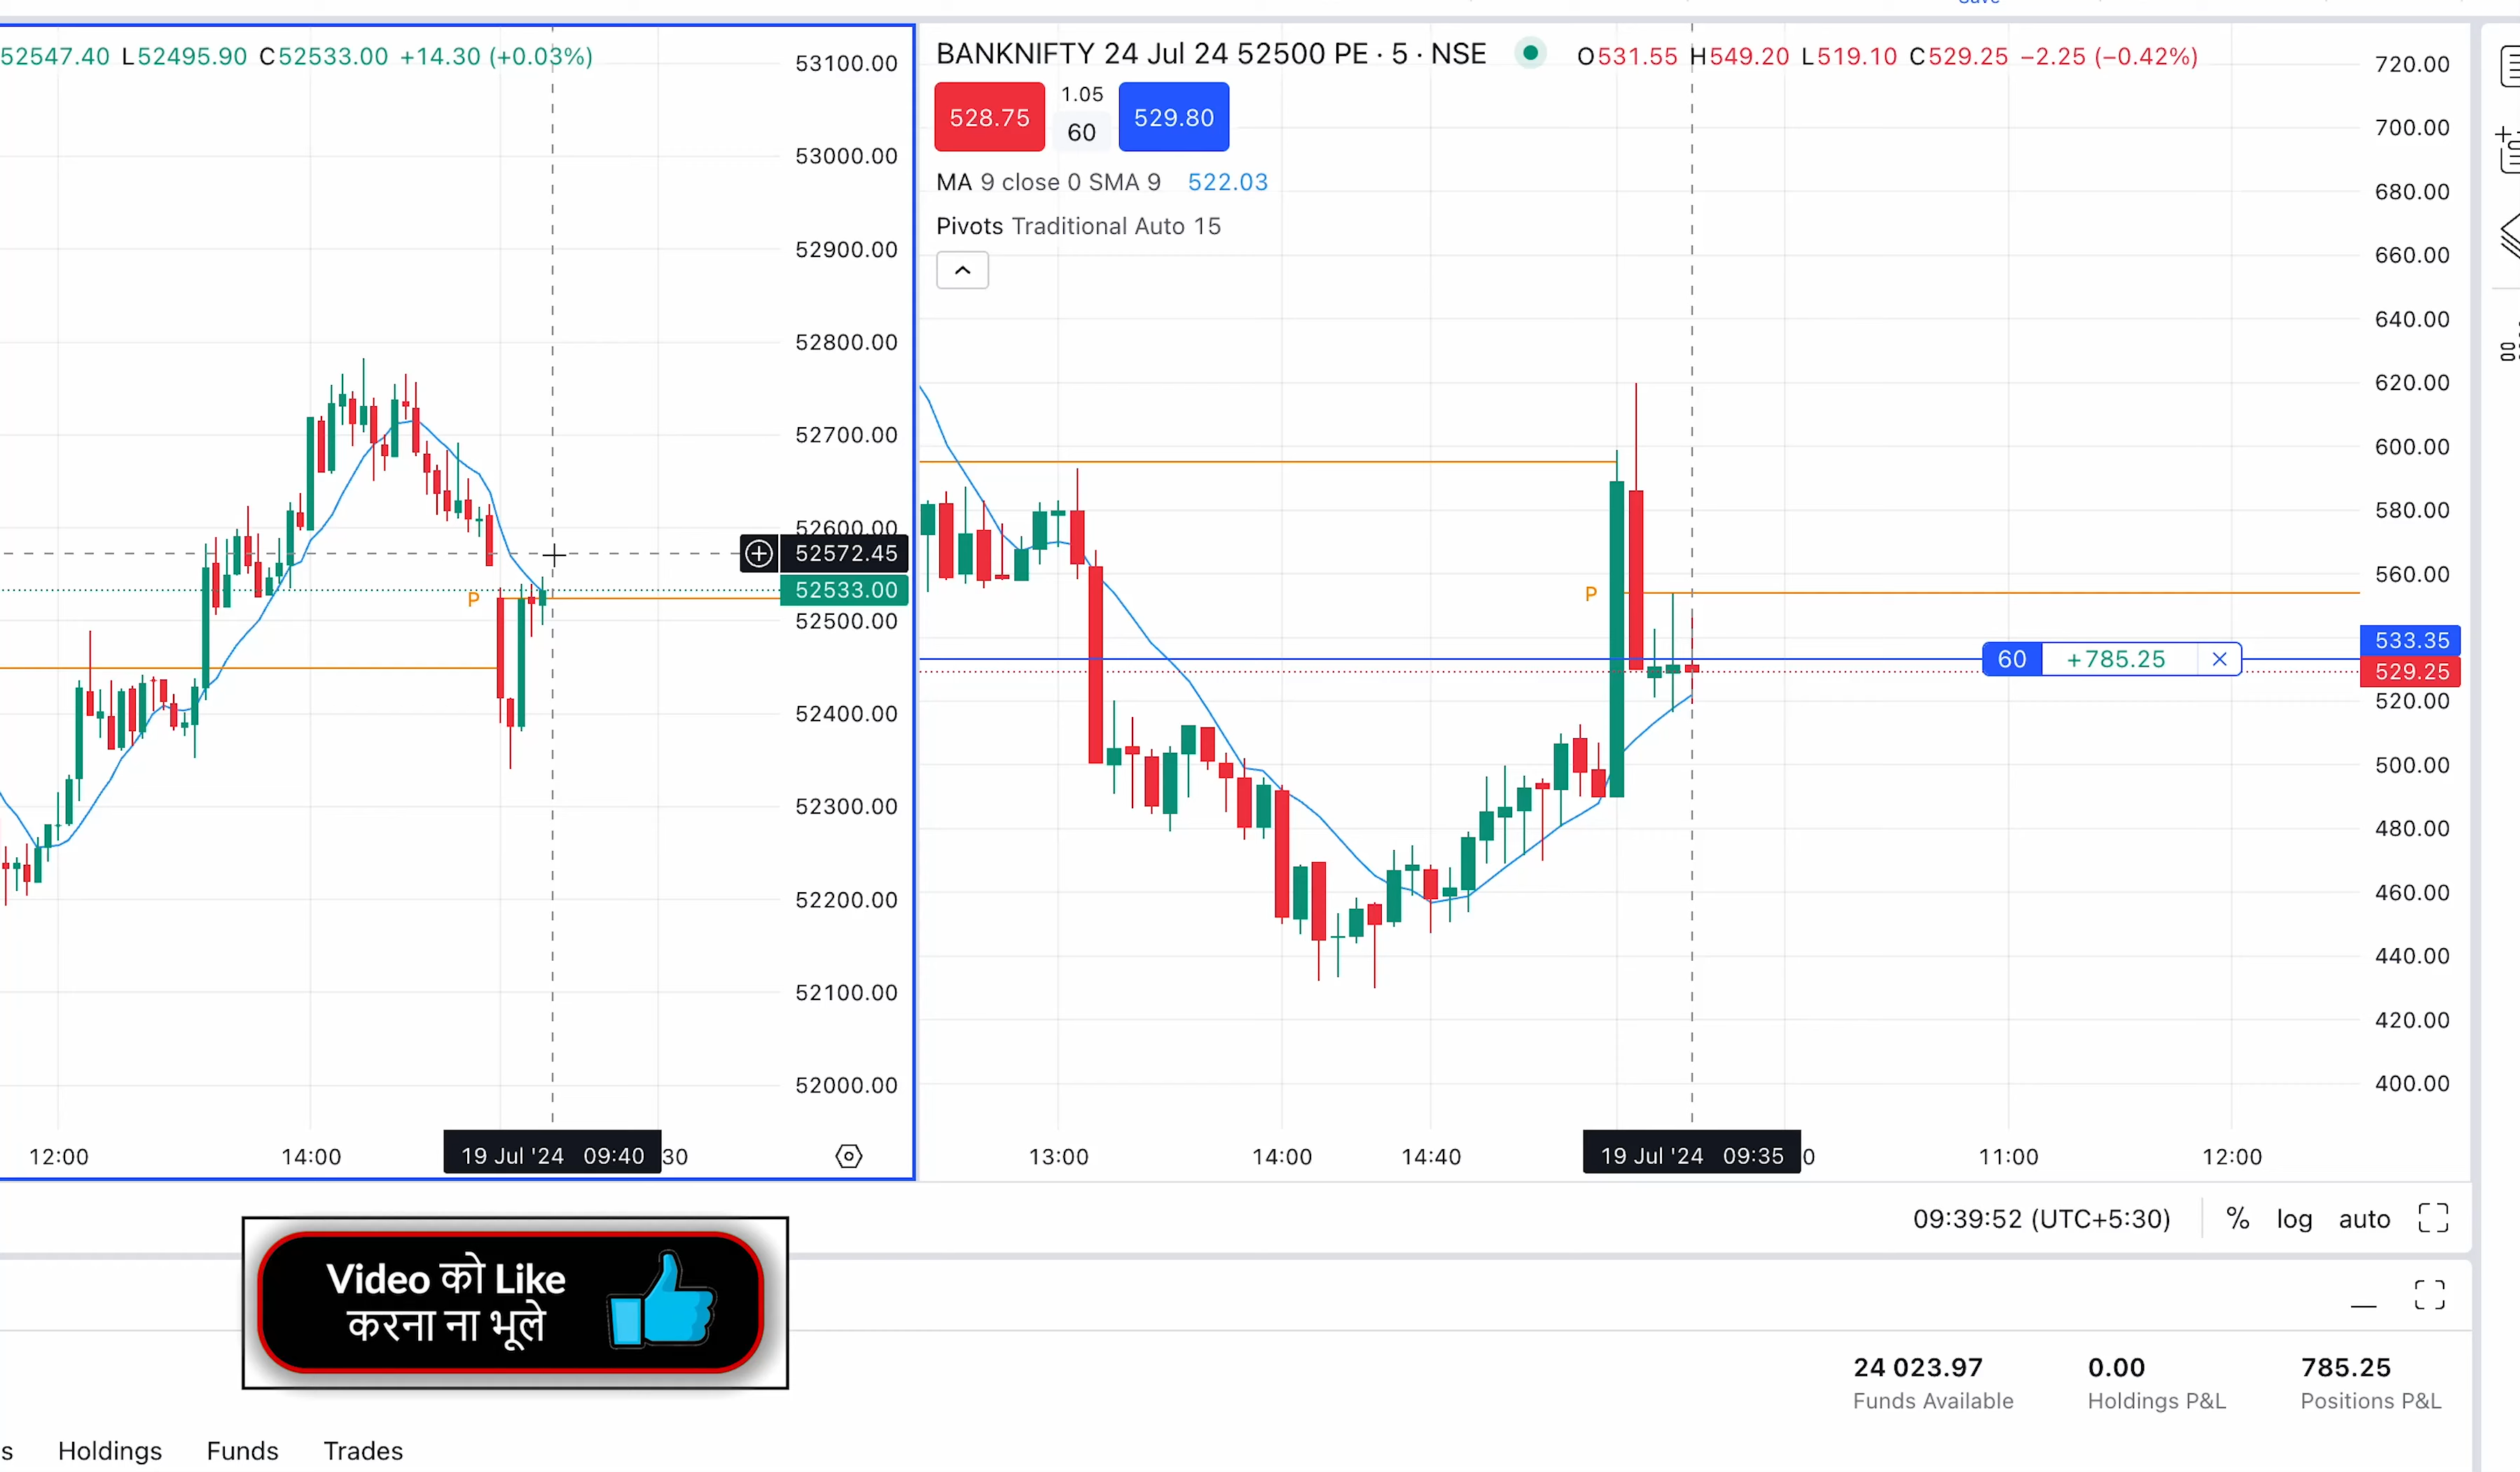 Save
52547.40 L52495.90 C52533.00 +14.30 (+0.03%)
53100.00
53000.00
52900.00
52800.00
52700.00
52600.00
52572.45
52533.00
P
52500.00
52400.00
52300.00
52200.00
52100.00
52000.00
12:00
14:00
19 Jul '24 09:40
30
BANKNIFTY 24 Jul 24 52500 PE · 5 · NSE
O531.55 H549.20 L519.10 C529.25 −2.25 (−0.42%)
528.75
1.05
60
529.80
MA 9 close 0 SMA 9 522.03
Pivots Traditional Auto 15
720.00
700.00
680.00
660.00
640.00
620.00
600.00
580.00
560.00
P
533.35
60 +785.25
529.25
520.00
500.00
480.00
460.00
440.00
420.00
400.00
13:00
14:00
14:40
19 Jul '24 09:35
0
11:00
12:00
09:39:52 (UTC+5:30)
%
log
auto
Video को Like
करना ना भूले
24 023.97
Funds Available
0.00
Holdings P&L
785.25
Positions P&L
s
Holdings
Funds
Trades